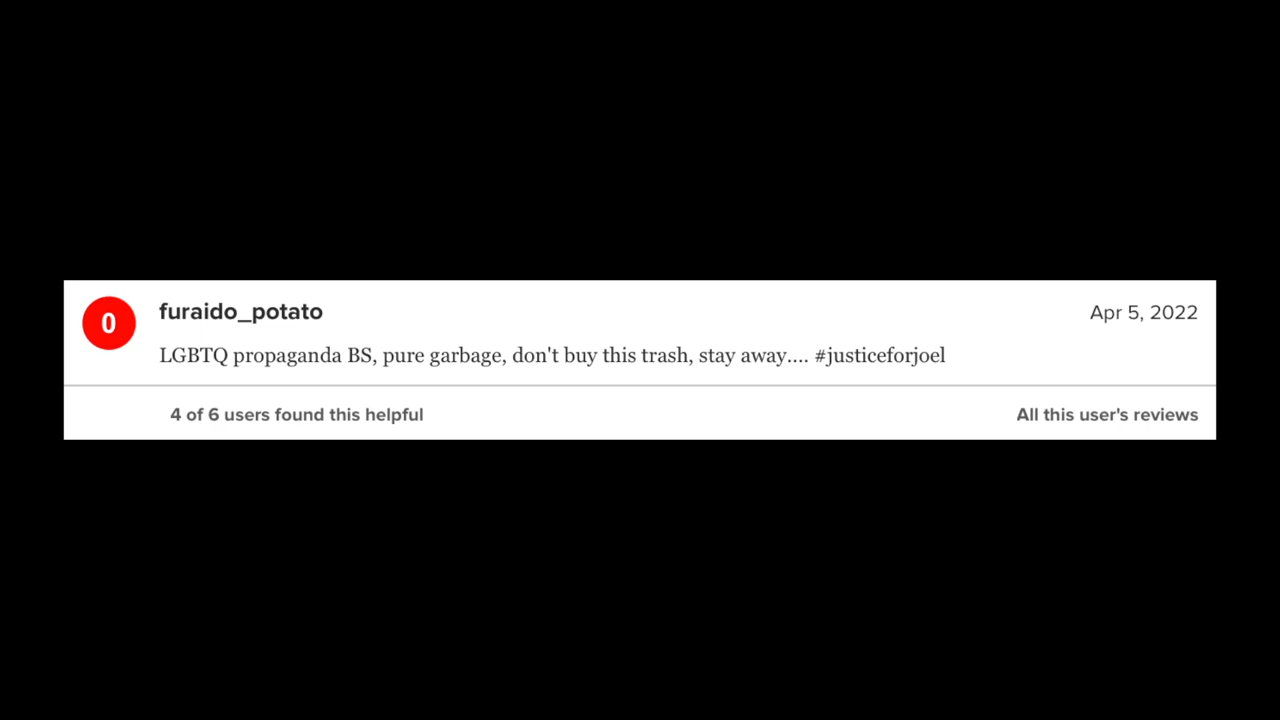 0
furaido_potato
Apr 5, 2022
LGBTQ propaganda BS, pure garbage, don't buy this trash, stay away.... #justiceforjoel
4 of 6 users found this helpful
All this user's reviews